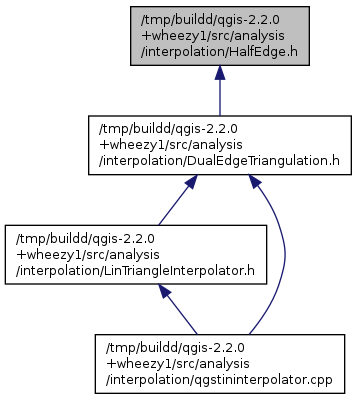 /tmp/buildd/qgis-2.2.0
+wheezy1/src/analysis
/interpolation/HalfEdge.h
/tmp/buildd/qgis-2.2.0
+wheezy1/src/analysis
/interpolation/DualEdgeTriangulation.h
/tmp/buildd/qgis-2.2.0
+wheezy1/src/analysis
/interpolation/LinTriangleInterpolator.h
/tmp/buildd/qgis-2.2.0
+wheezy1/src/analysis
/interpolation/qgstininterpolator.cpp